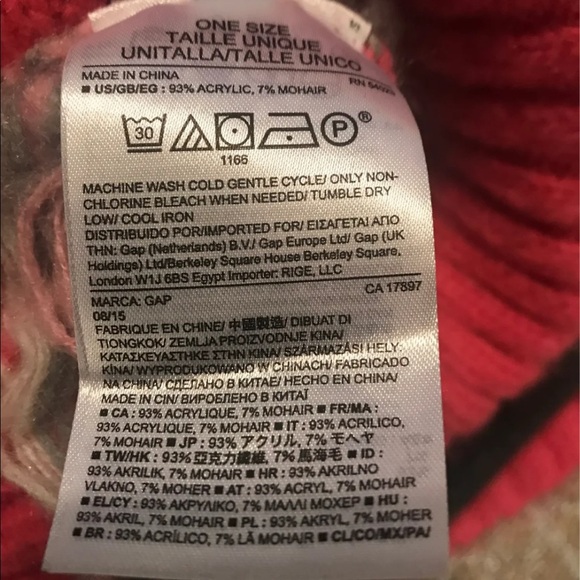 ONE SIZE
TAILLE UNIQUE
UNITALLA/TALLE UNICO
MADE IN CHINA
■ US/GB/EG : 93% ACRYLIC, 7% MOHAIR RN
30 P ®
1166
MACHINE WASH COLD GENTLE CYCLE/ ONLY NON-
CHLORINE BLEACH WHEN NEEDED/ TUMBLE DRY
LOW/ COOL IRON
DISTRIBUIDO POR/IMPORTED FOR/ ΕΙΣΑΓΕΤΑΙ ΑΠΟ
ΤΗΝ: Gap (Netherlands) B.V./ Gap Europe Ltd/ Gap (UK
Holdings) Ltd/Berkeley Square House Berkeley Square,
London W1J 6BS Egypt Importer: RIGE, LLC
MARCA: GAP CA 17897
08/15
FABRIQUE EN CHINE/ 中國製造/ DIBUAT DI
TIONGKOK/ ZEMLJA PROIZVODNJE KINA/
ΚΑΤΑΣΚΕΥΑΣΤΗΚΕ ΣΤΗΝ ΚΙΝΑ/ SZÁRMAZÁSI HELY:
KÍNA/ WYPRODUKOWANO W CHINACH/ FABRICADO
NA CHINA/ СДЕЛАНО В КИТАЕ/ HECHO EN CHINA/
MADE IN CIN/ ВИРОБЛЕНО В КИТАЇ
■ CA : 93% ACRYLIQUE, 7% MOHAIR ■ FR/MA :
93% ACRYLIQUE, 7% MOHAIR ■ IT : 93% ACRILICO,
7% MOHAIR ■ JP : 93% アクリル, 7% モヘヤ
■ TW/HK : 93% 亞克力纖維, 7% 馬海毛 ■ ID :
93% AKRILIK, 7% MOHAIR ■ HR : 93% AKRILNO
VLAKNO, 7% MOHER ■ AT : 93% ACRYL, 7% MOHAIR
■ EL/CY : 93% ΑΚΡΥΛΙΚΟ, 7% ΜΑΛΛΙ ΜΟΧΕΡ ■ HU :
93% AKRIL, 7% MOHAIR ■ PL : 93% AKRYL, 7% MOHER
■ BR : 93% ACRÍLICO, 7% LÃ MOHAIR ■ CL/CO/MX/PA/